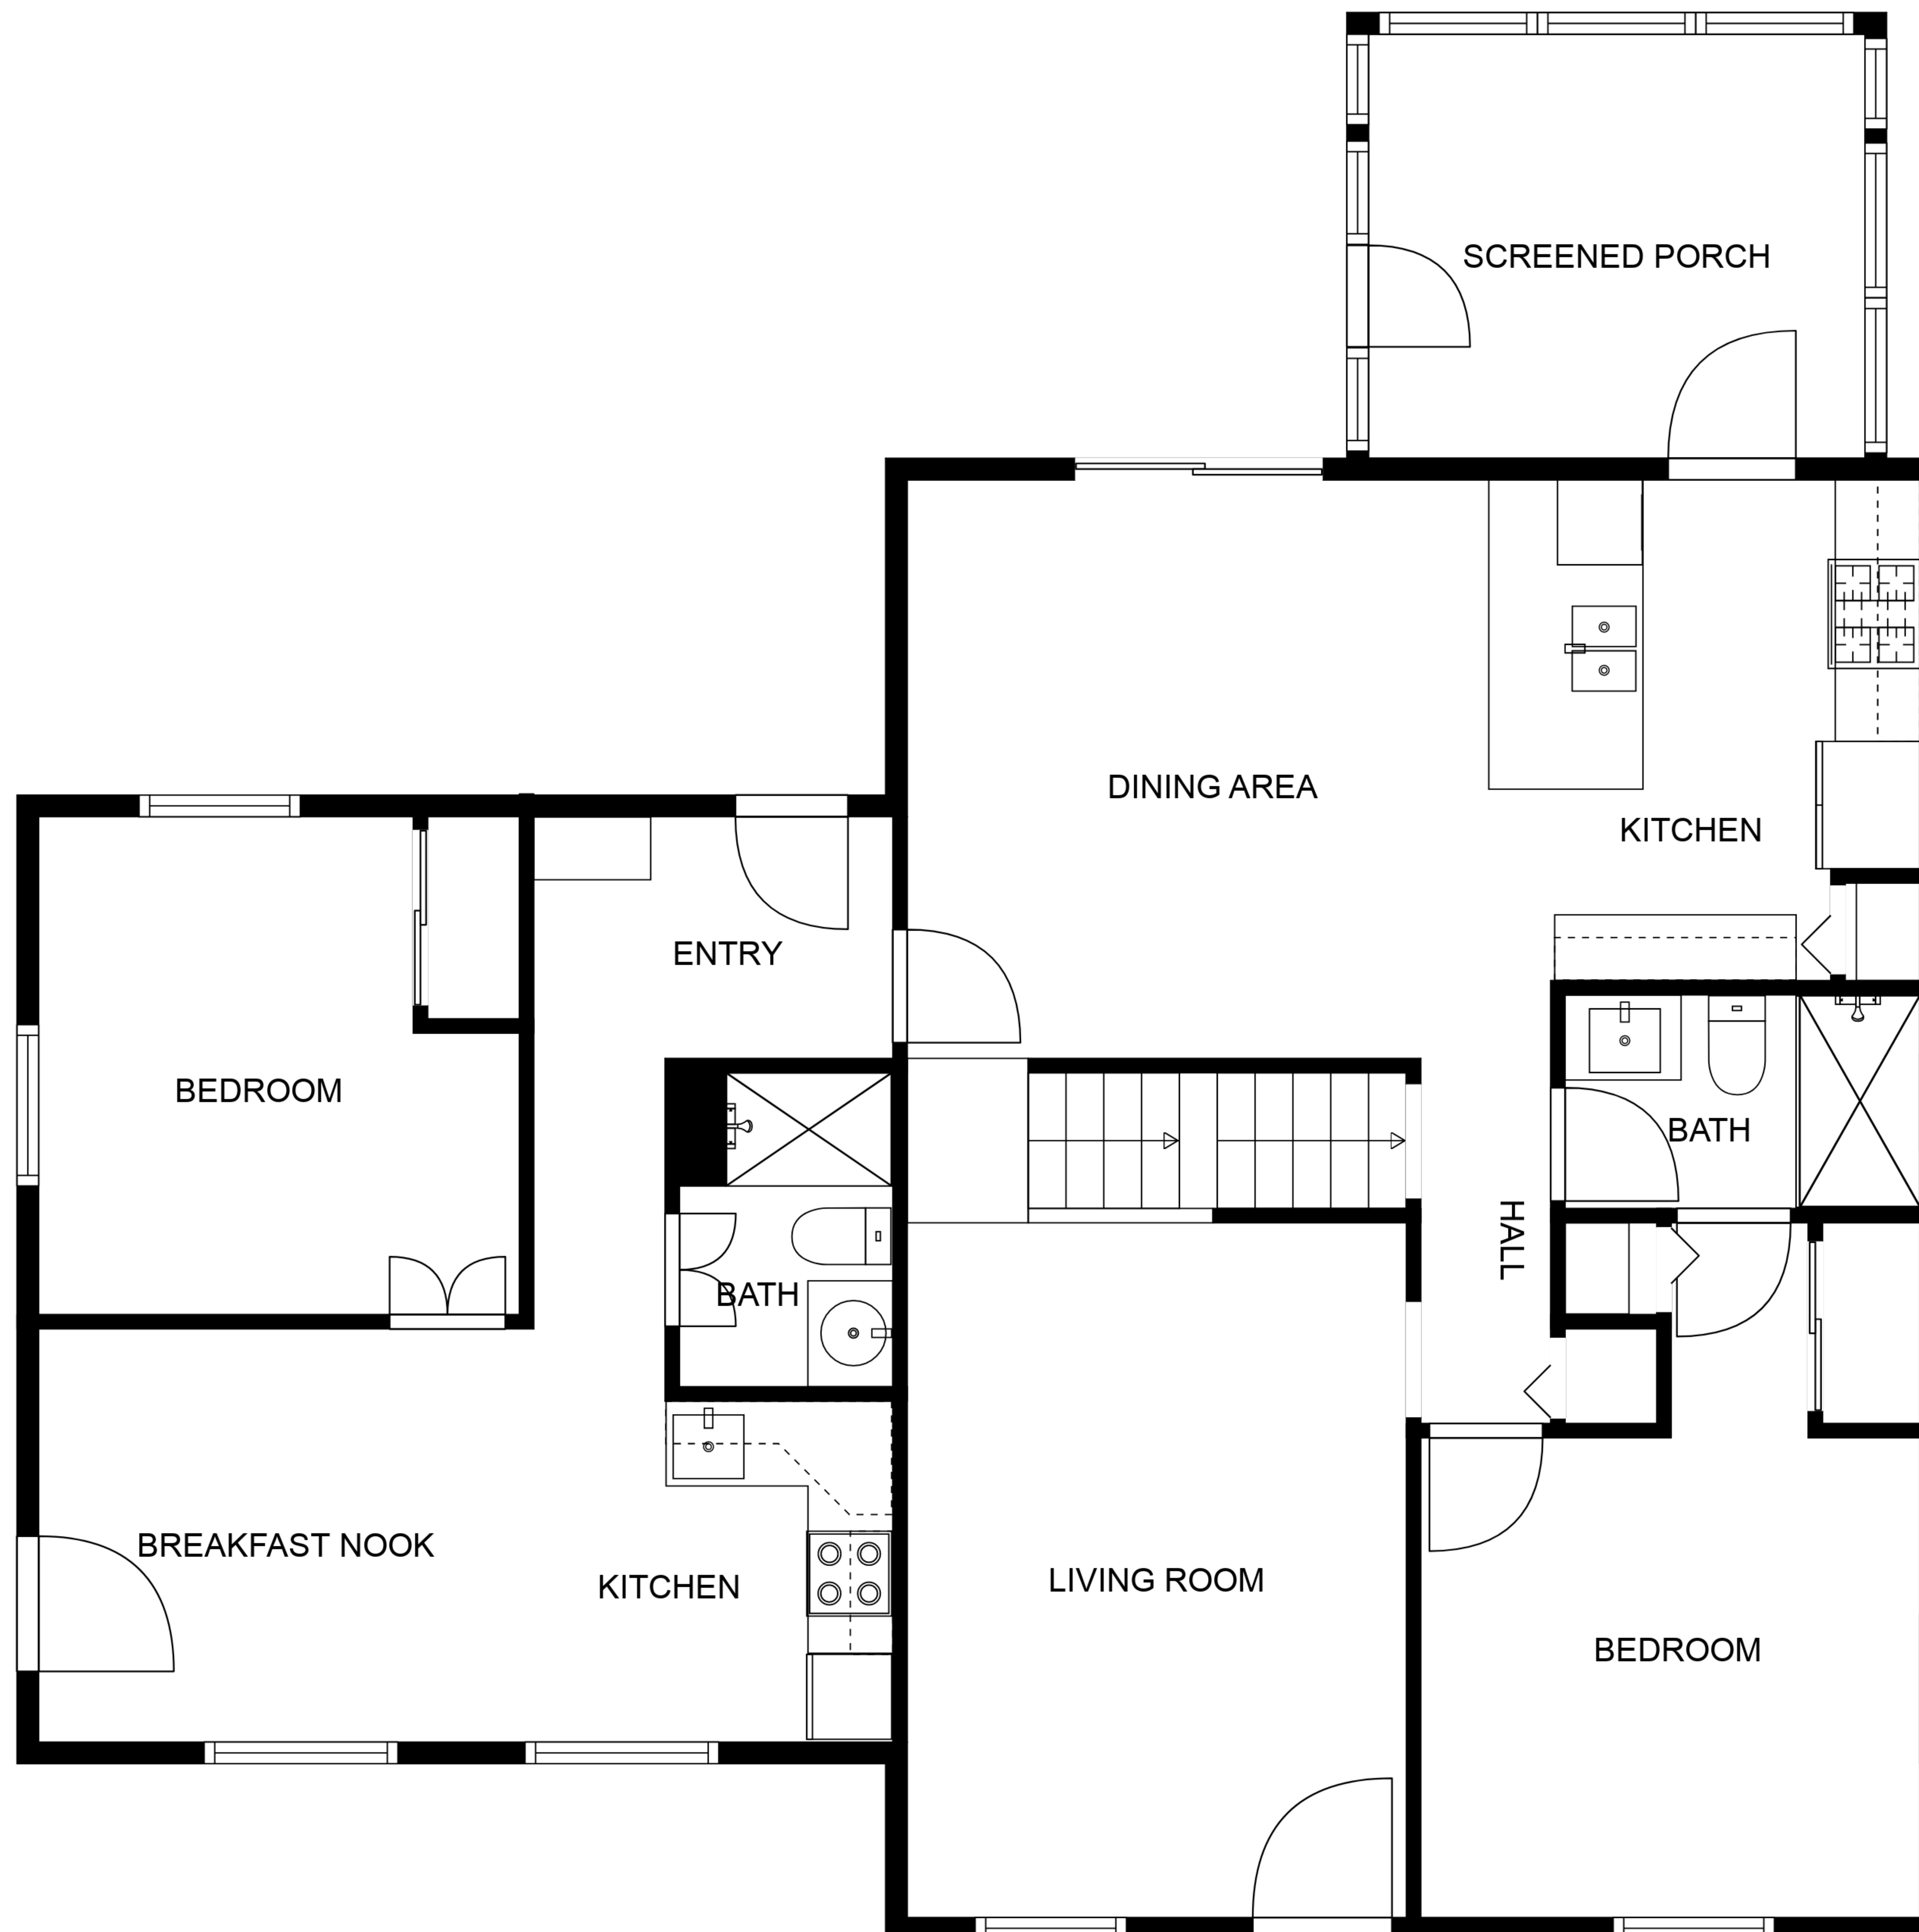 SCREENED PORCH
DINING AREA
KITCHEN
ENTRY
BEDROOM
BATH
HALL
BATH
BREAKFAST NOOK
KITCHEN
LIVING ROOM
BEDROOM